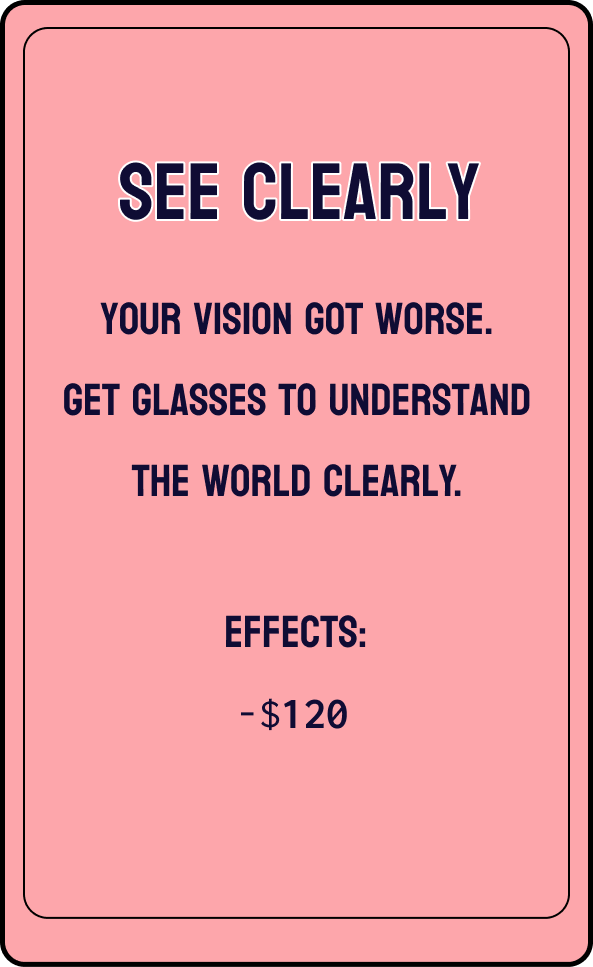 SEE CLEARLY
YOUR VISION GOT WORSE.
GET GLASSES TO UNDERSTAND
THE WORLD CLEARLY.
EFFECTS:
-$120